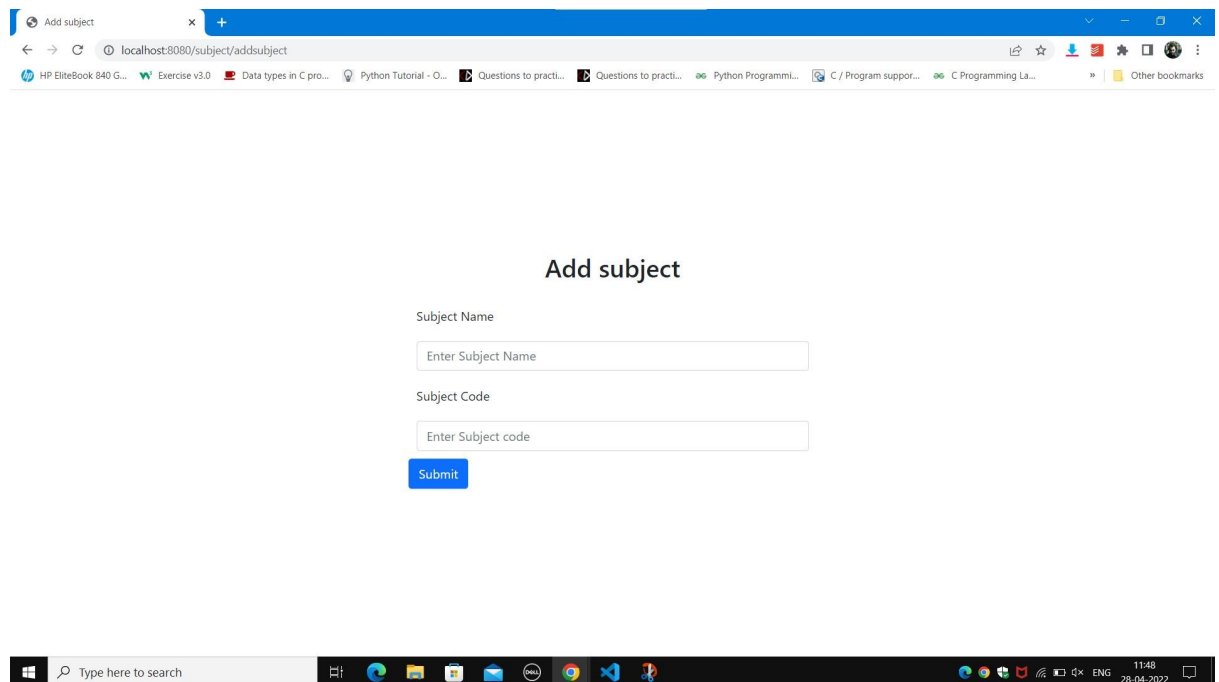 Add subject
localhost:8080/subject/addsubject
HP EliteBook 840 G... Exercise v3.0 Data types in C pro... Python Tutorial - O... Questions to practi... Questions to practi... Python Programmi... C / Program suppor... C Programming La... » Other bookmarks
Add subject
Subject Name
Enter Subject Name
Subject Code
Enter Subject code
Submit
Type here to search DELL ENG 11:48
28-04-2022